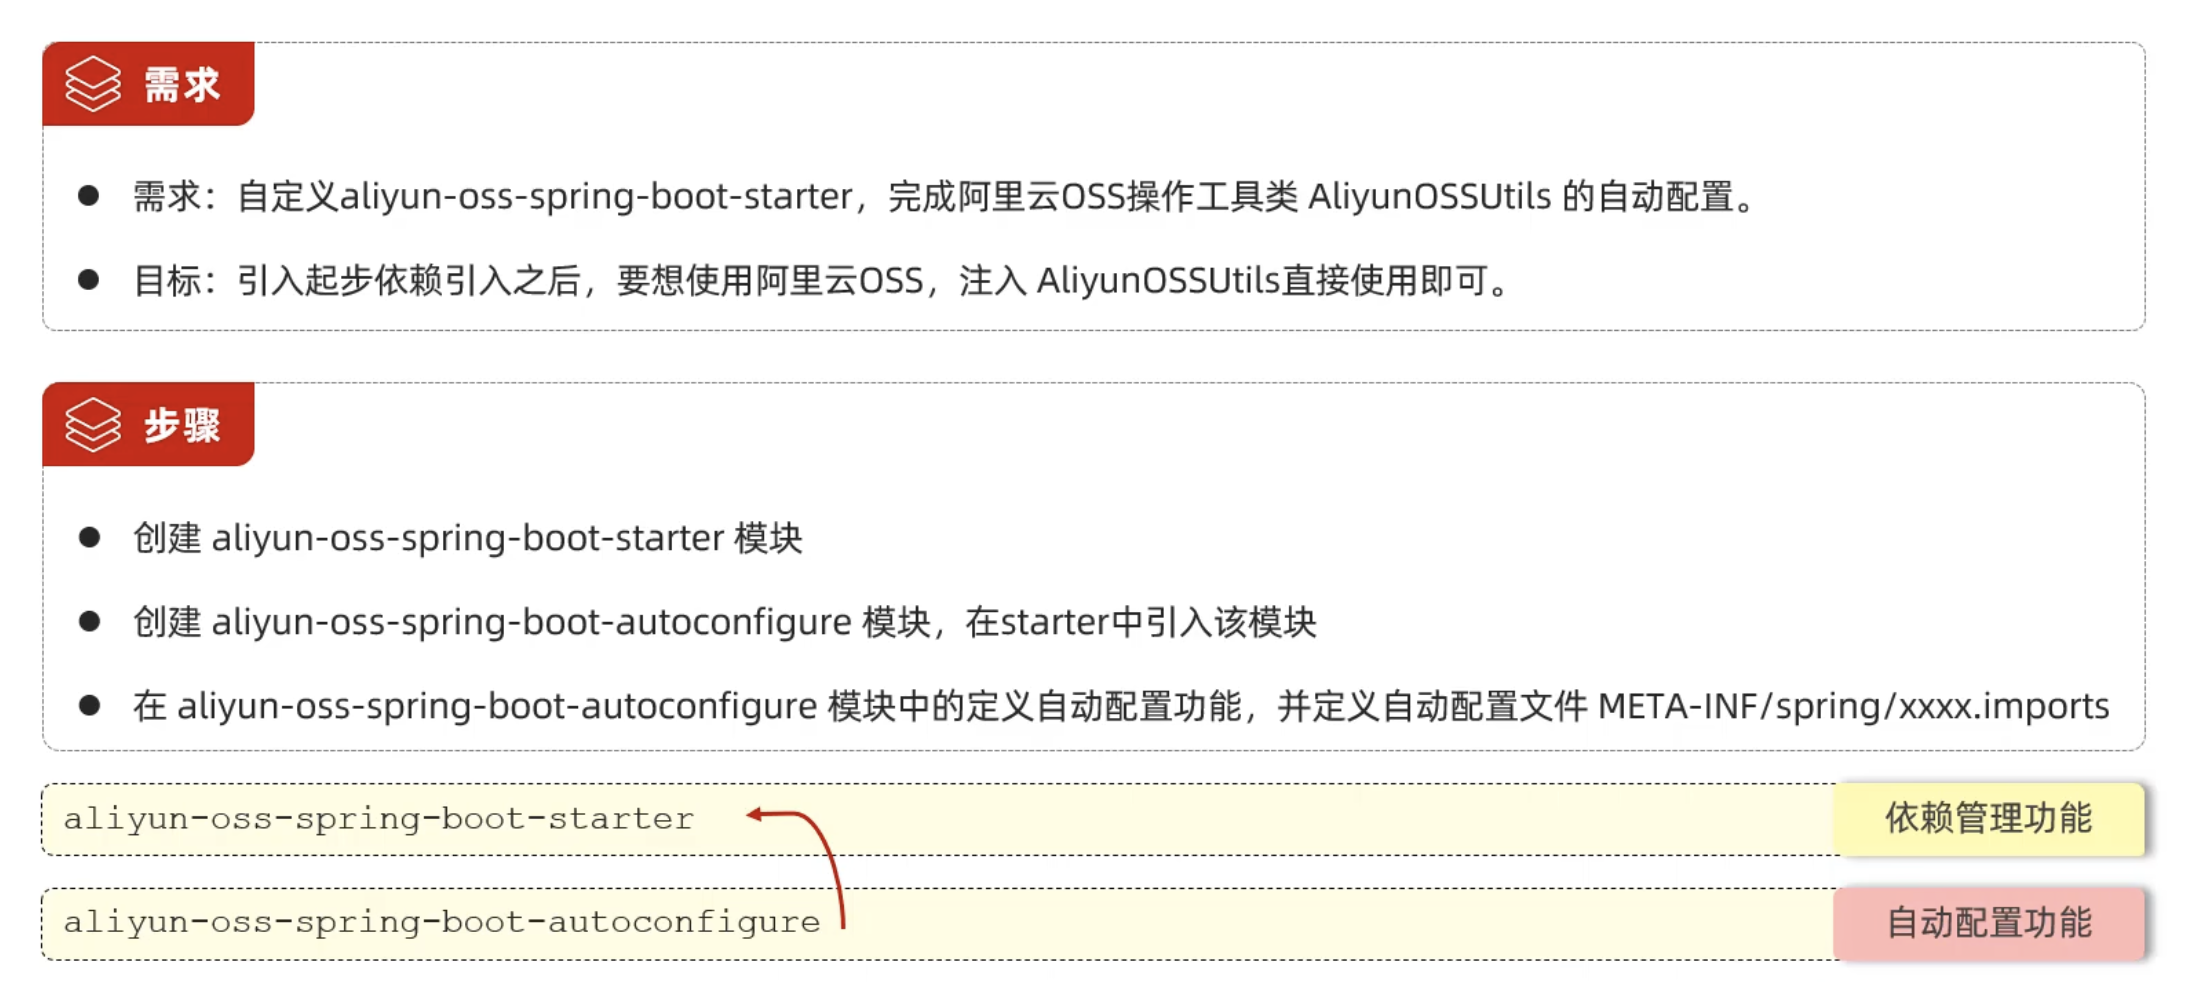 需求
需求：自定义aliyun-oss-spring-boot-starter，完成阿里云OSS操作工具类 AliyunOSSUtils 的自动配置。
目标：引入起步依赖引入之后，要想使用阿里云OSS，注入 AliyunOSSUtils直接使用即可。
步骤
创建 aliyun-oss-spring-boot-starter 模块
创建 aliyun-oss-spring-boot-autoconfigure 模块，在starter中引入该模块
在 aliyun-oss-spring-boot-autoconfigure 模块中的定义自动配置功能，并定义自动配置文件 META-INF/spring/xxxx.imports
aliyun-oss-spring-boot-starter
依赖管理功能
aliyun-oss-spring-boot-autoconfigure
自动配置功能